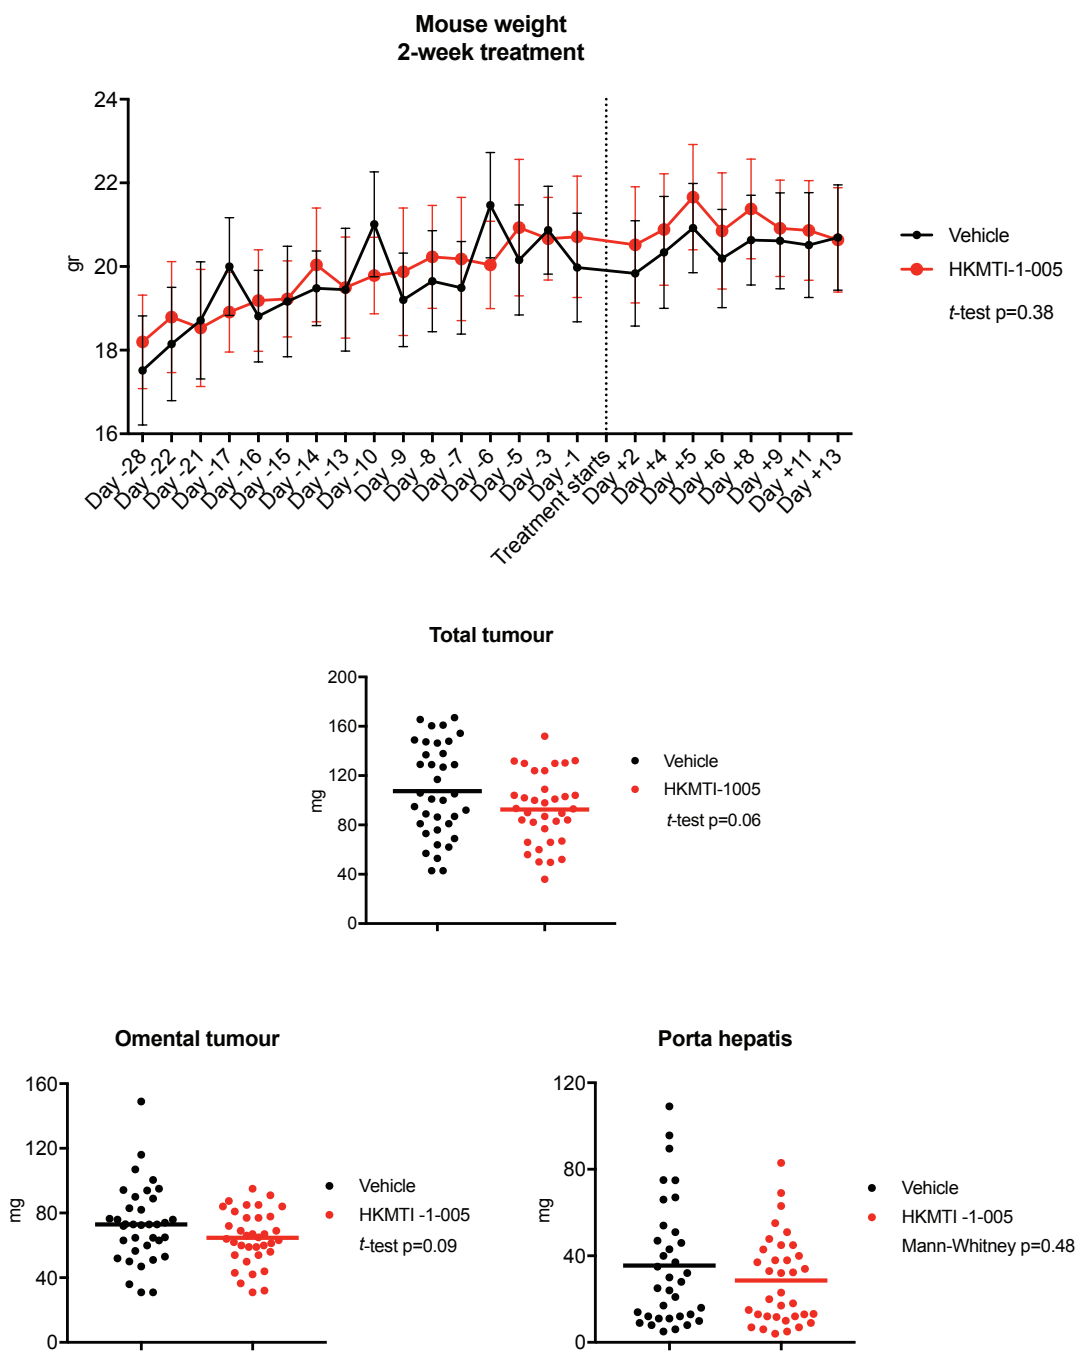 Mouse weight
2-week treatment
24
22
20
18
16
gr
Day -28
Day -22
Day -21
Day -17
Day -16
Day -15
Day -14
Day -13
Day -10
Day -9
Day -8
Day -7
Day -6
Day -5
Day -3
Day -1
Treatment starts
Day +2
Day +4
Day +5
Day +6
Day +8
Day +9
Day +11
Day +13
Vehicle
HKMTI-1-005
t-test p=0.38
Total tumour
200
160
120
80
40
0
mg
Vehicle
HKMTI-1005
t-test p=0.06
Omental tumour
160
120
80
40
0
mg
Vehicle
HKMTI -1-005
t-test p=0.09
Porta hepatis
120
80
40
0
mg
Vehicle
HKMTI -1-005
Mann-Whitney p=0.48